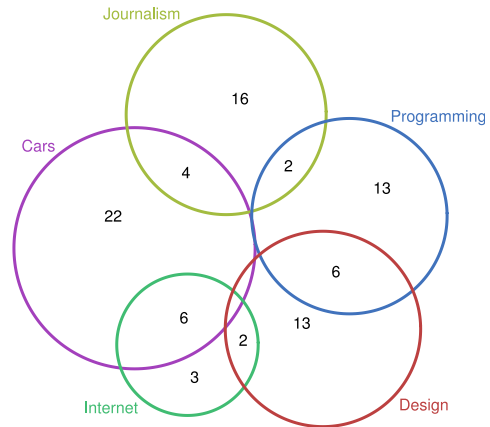 Journalism
16
Programming
Cars
4
2
13
22
6
6
13
2
3
Internet
Design